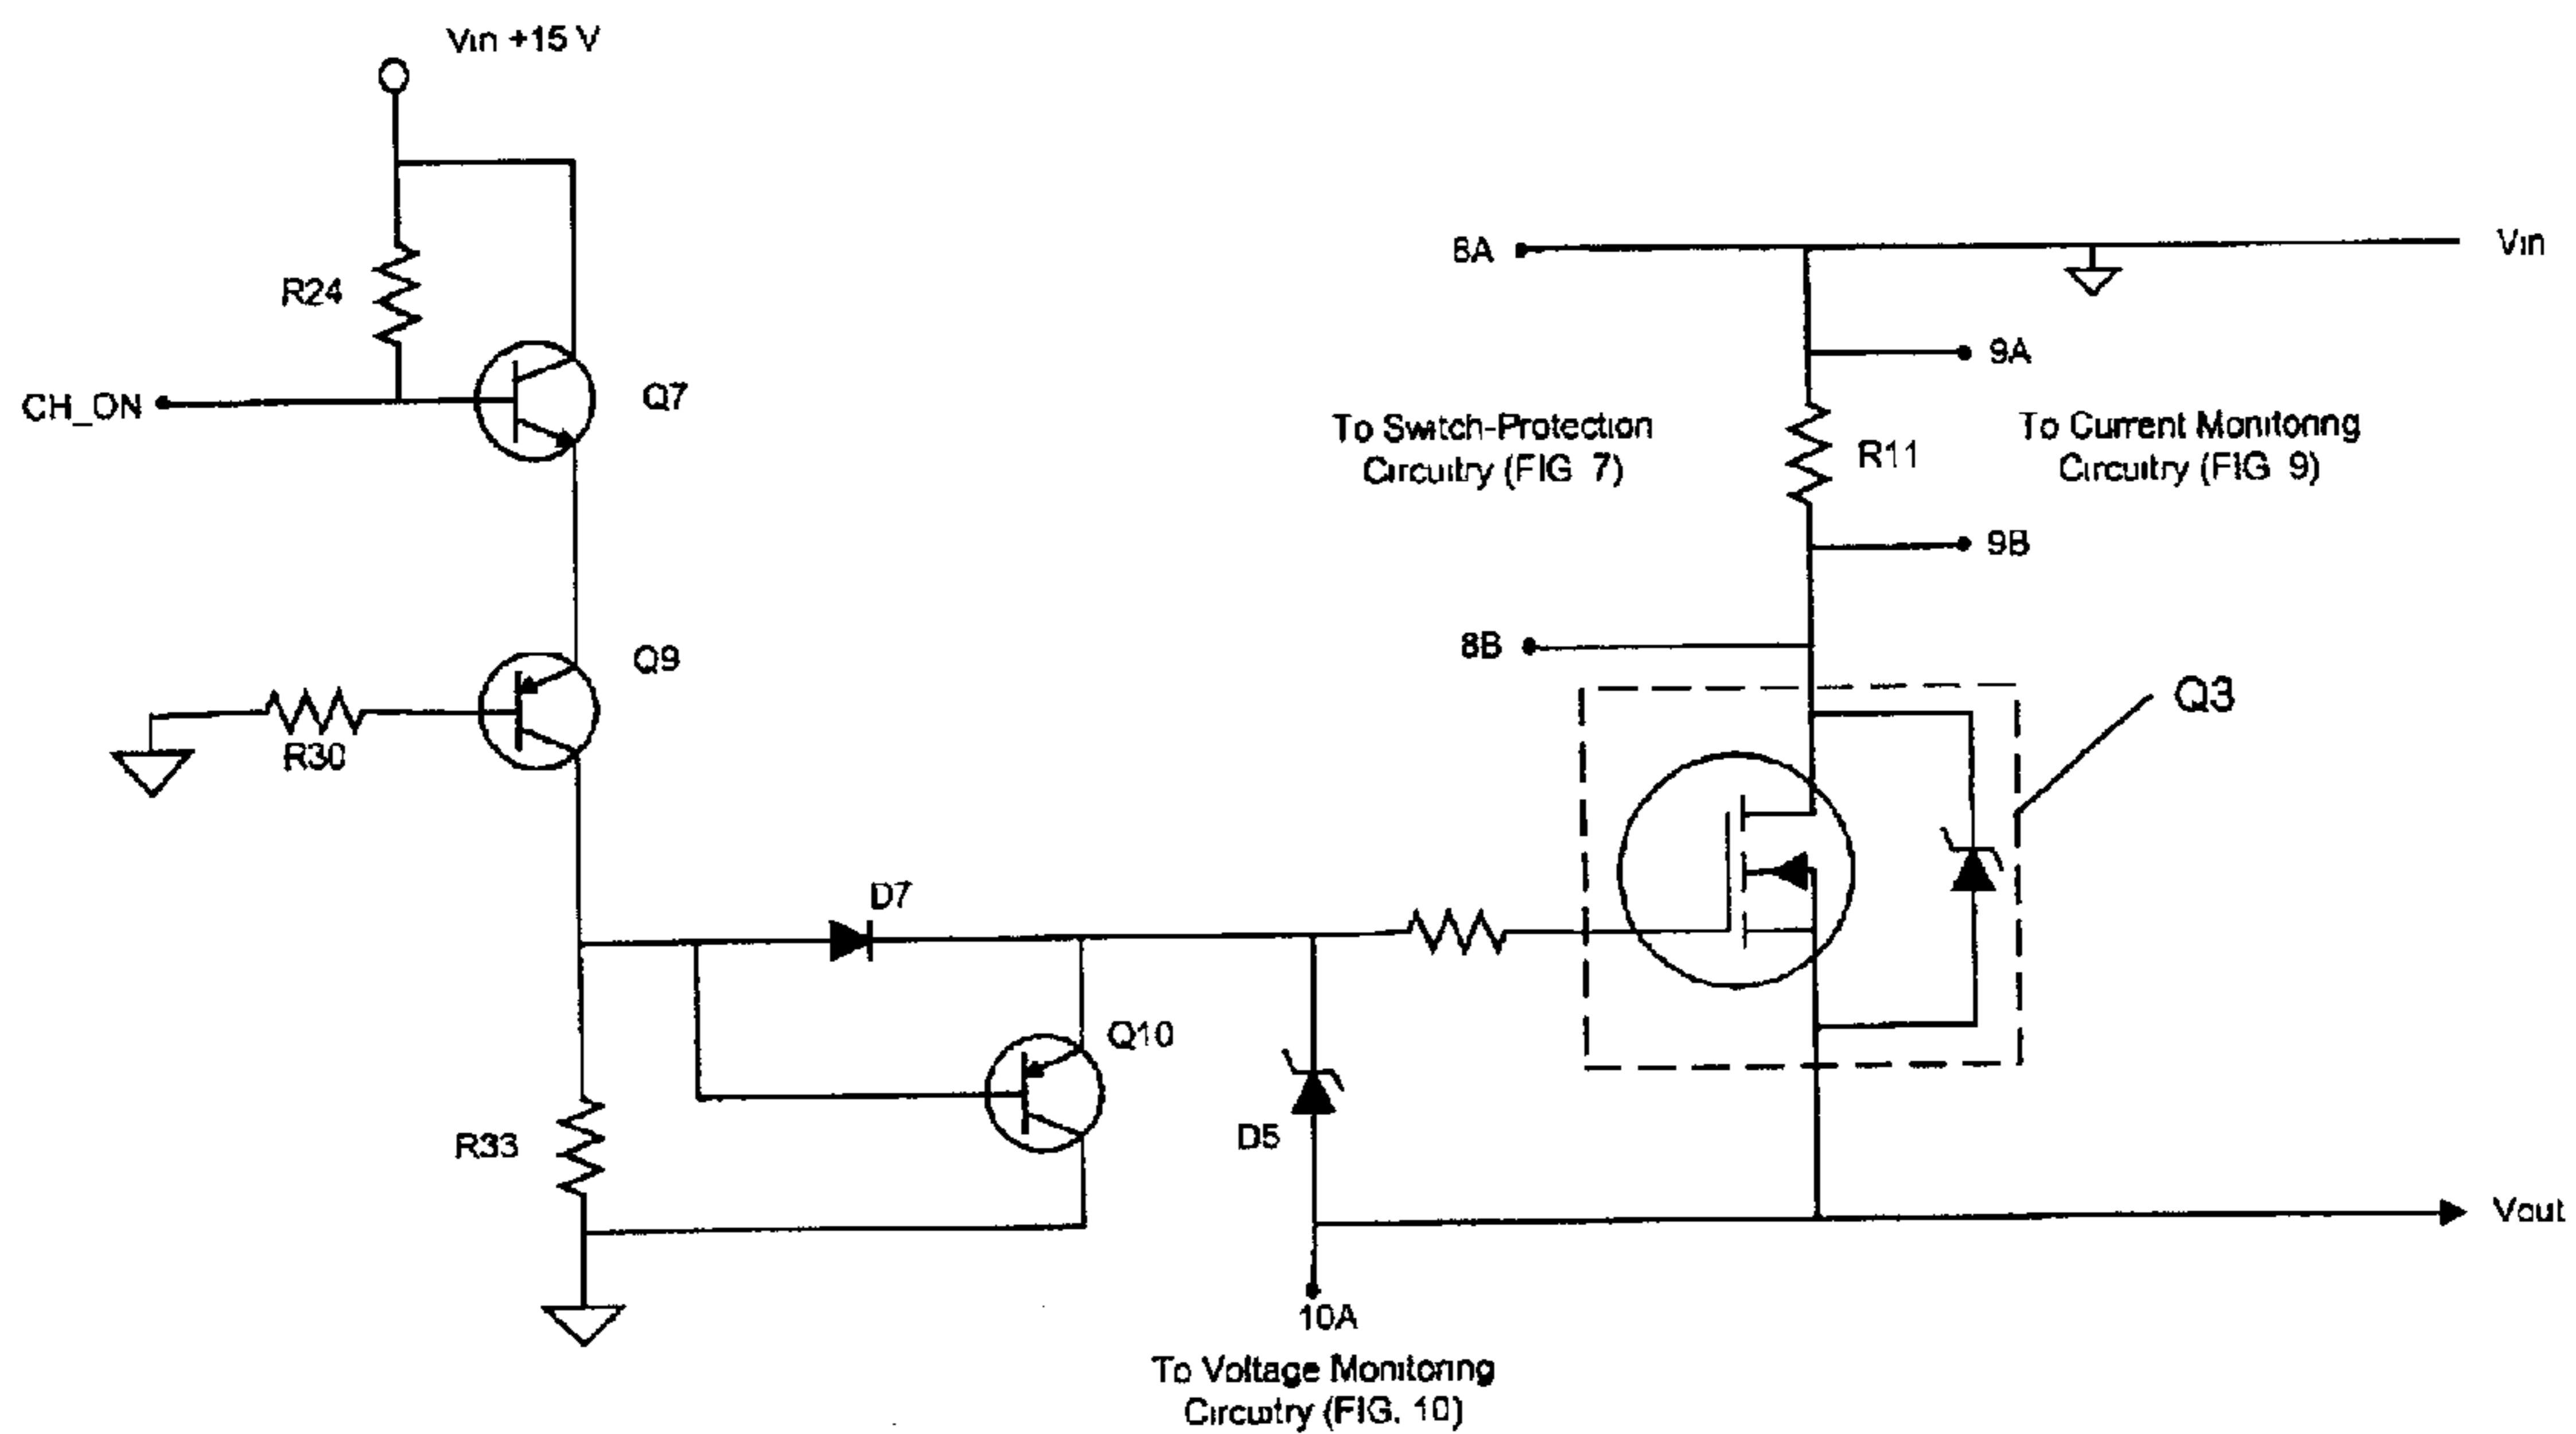 Vin +15 V
R24
CH_ON
Q7
8A
Vin
9A
To Switch-Protection
Circuitry (FIG 7)
R11
To Current Monitoring
Circuitry (FIG 9)
9B
8B
Q9
Q3
R30
D7
Q10
R33
D5
Vout
10A
To Voltage Monitoring
Circuitry (FIG. 10)